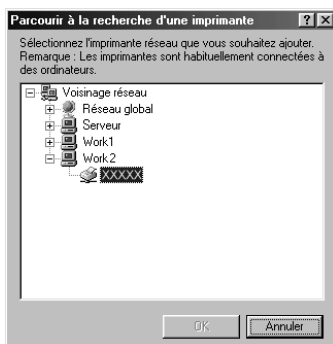 Parcourir à la recherche d'une imprimante
Sélectionnez l'imprimante réseau que vous souhaitez ajouter.
Remarque : Les imprimantes sont habituellement connectées à
des ordinateurs.
Voisinage réseau
Réseau global
Serveur
Work1
Work2
XXXXX
OK
Annuler